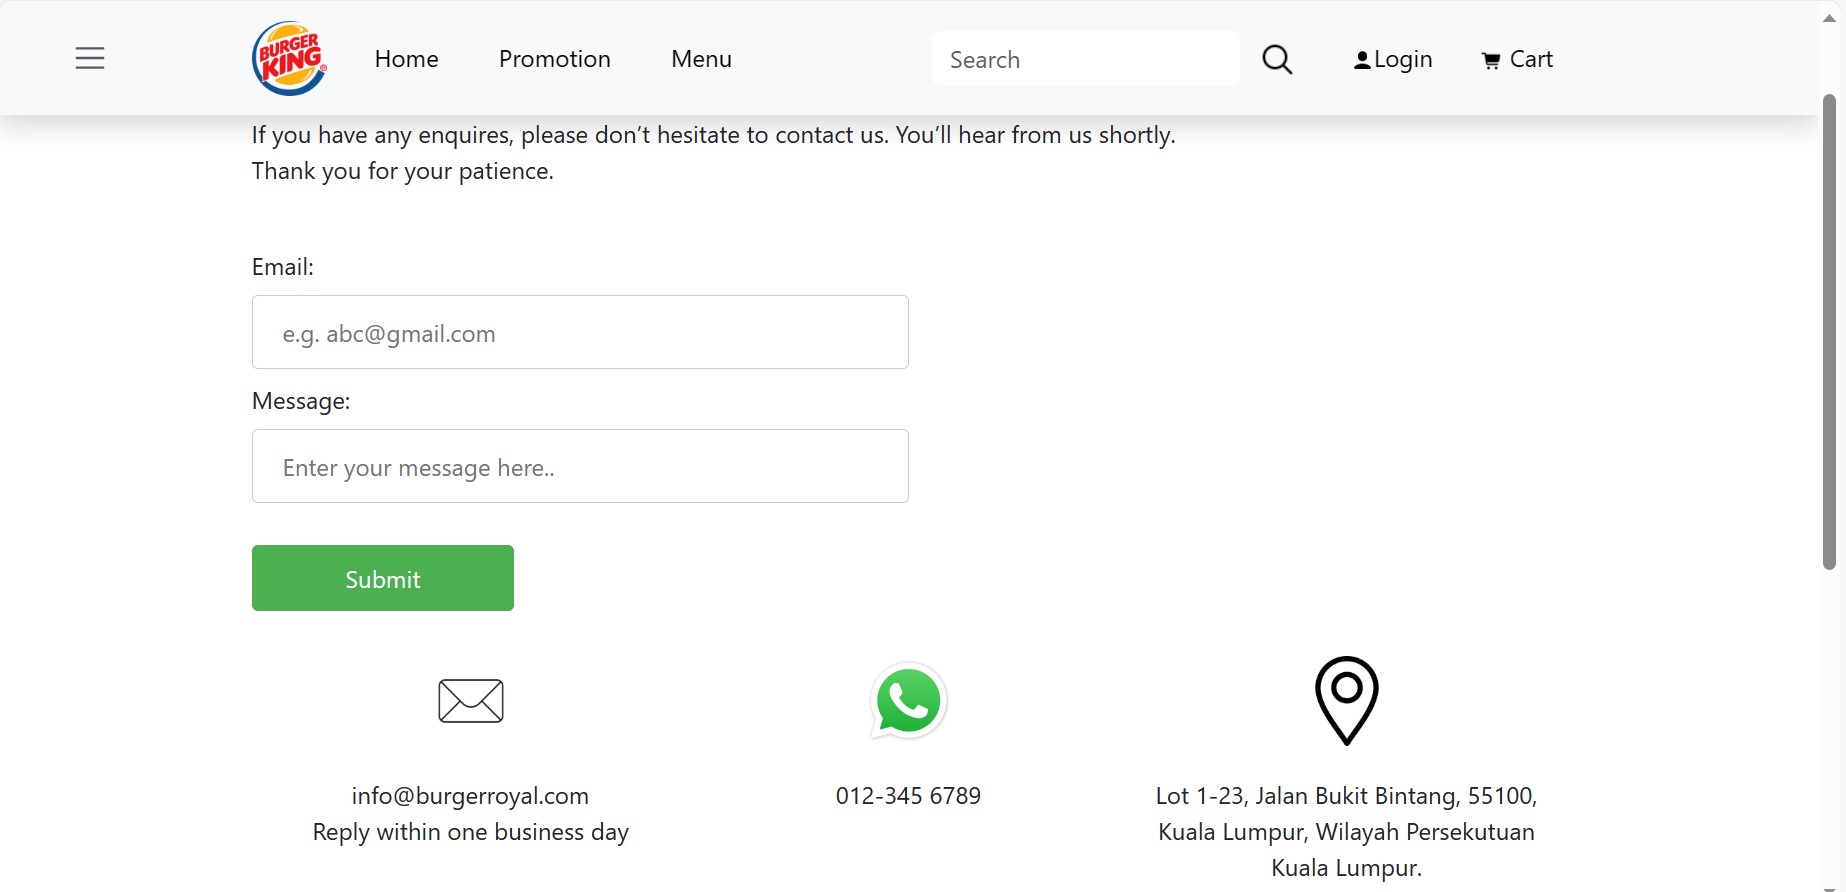 BURGER
KING
Home
Promotion
Menu
Search
Login
Cart
If you have any enquires, please don’t hesitate to contact us. You’ll hear from us shortly.
Thank you for your patience.
Email:
e.g. abc@gmail.com
Message:
Enter your message here..
Submit
info@burgerroyal.com
Reply within one business day
012-345 6789
Lot 1-23, Jalan Bukit Bintang, 55100,
Kuala Lumpur, Wilayah Persekutuan
Kuala Lumpur.